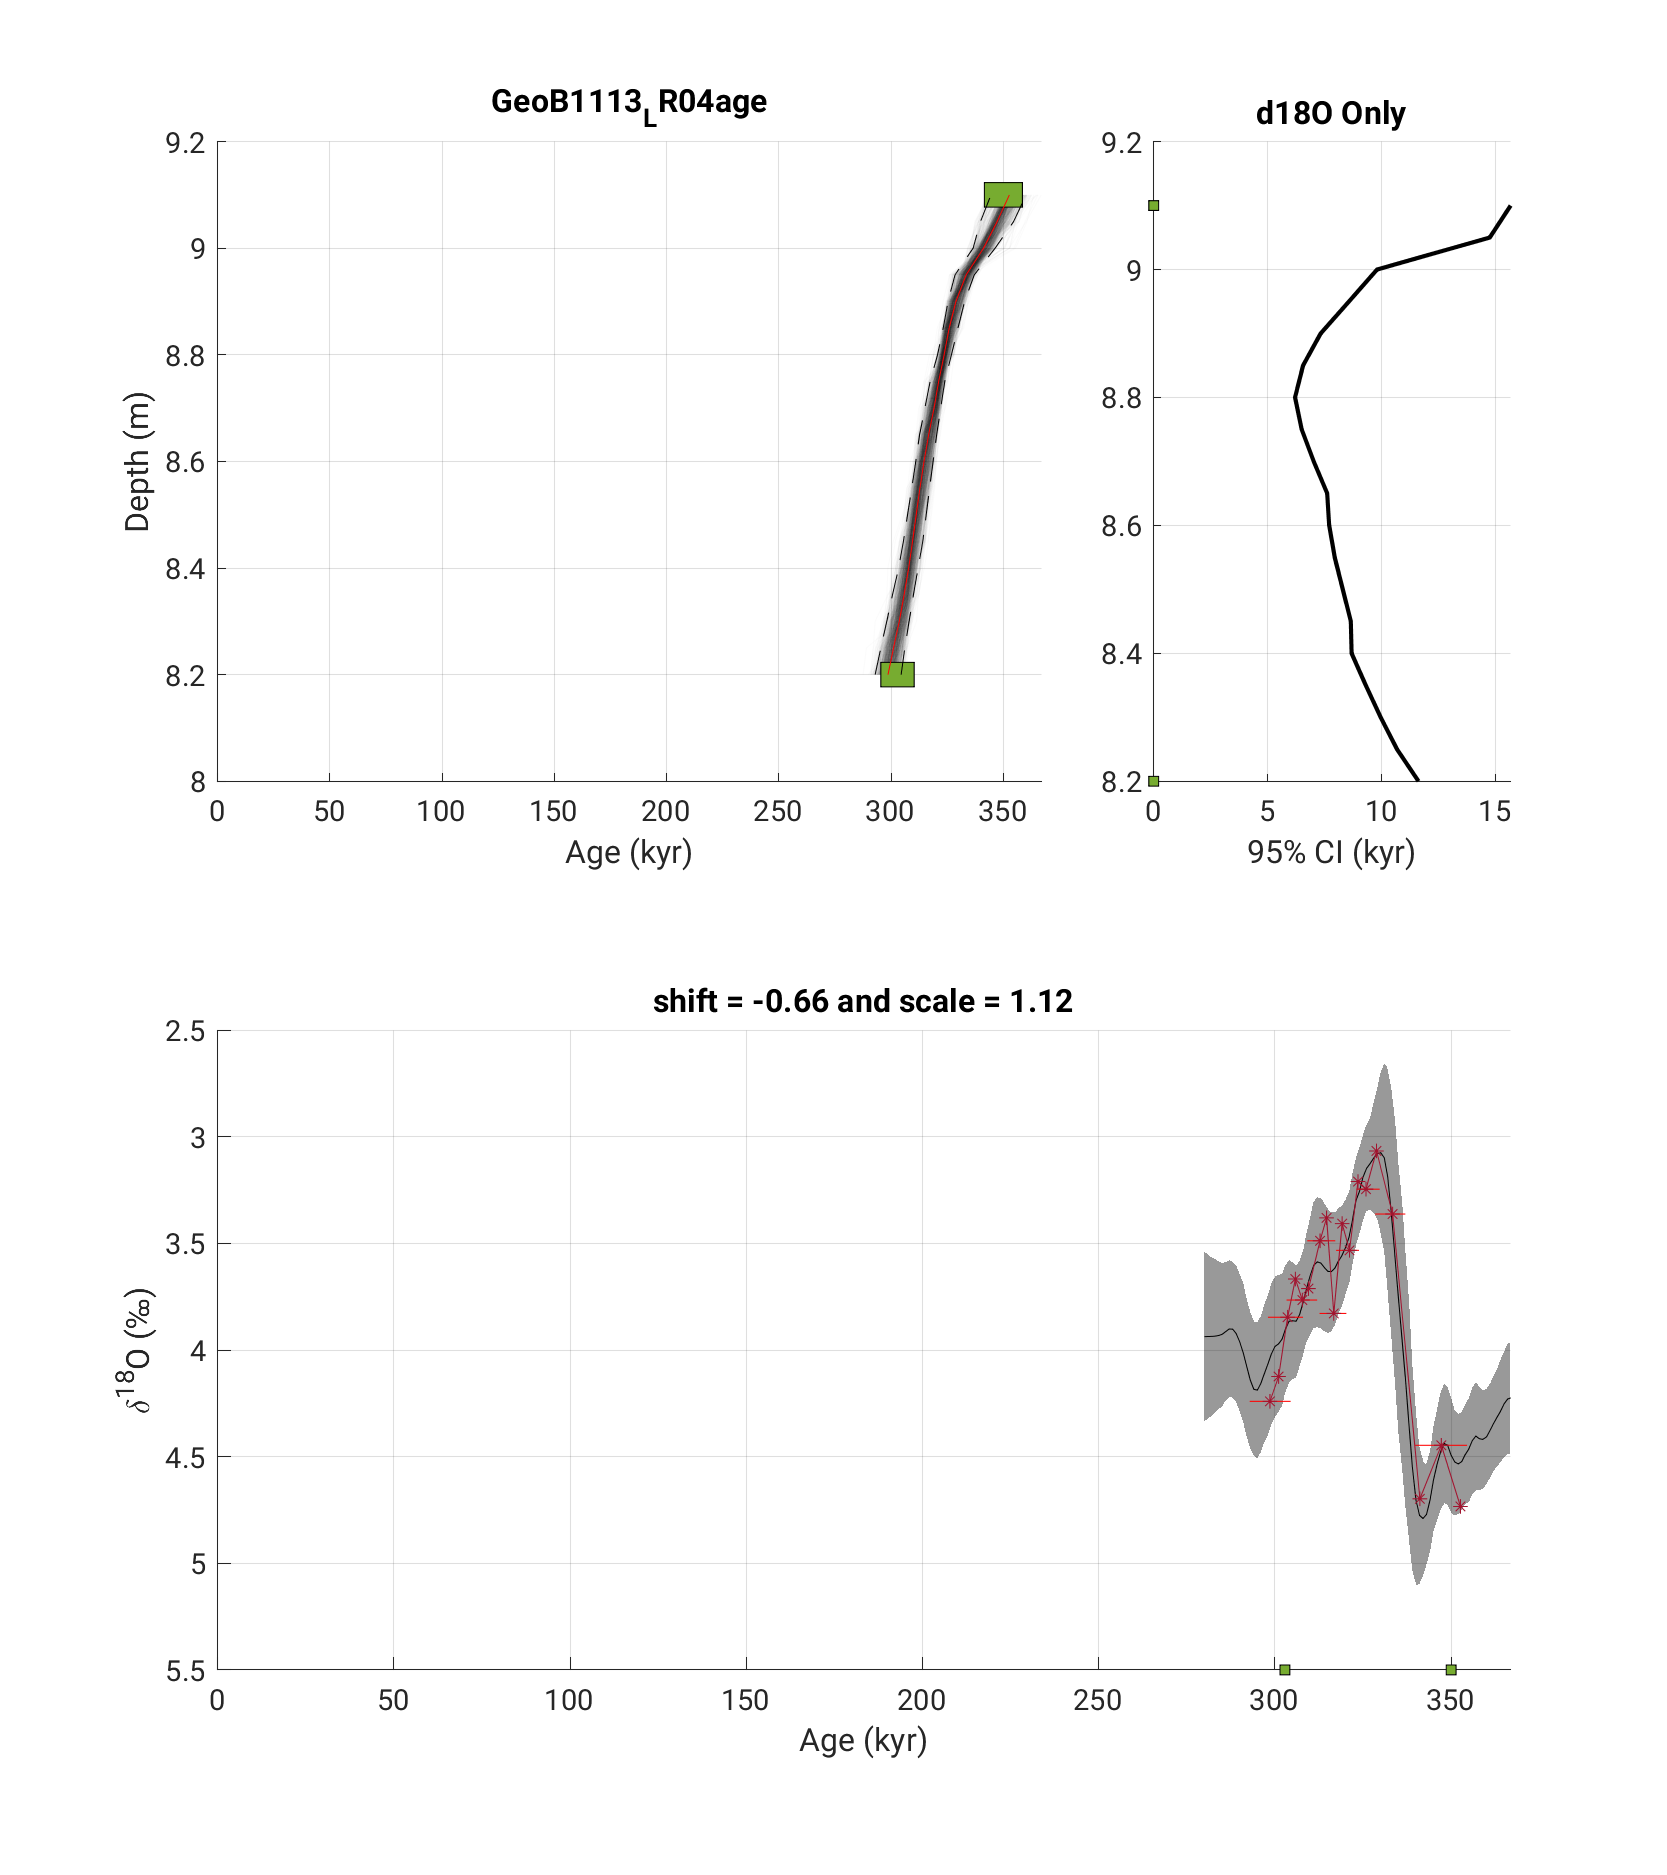 GeoB1113LR04age
9.2
9
8.8
8.6
8.4
8.2
8
Depth (m)
0 50 100 150 200 250 300 350
Age (kyr)
d18O Only
9.2
9
8.8
8.6
8.4
8.2
0 5 10 15
95% CI (kyr)
shift = -0.66 and scale = 1.12
2.5
3
3.5
4
4.5
5
5.5
δ18O (‰)
0 50 100 150 200 250 300 350
Age (kyr)